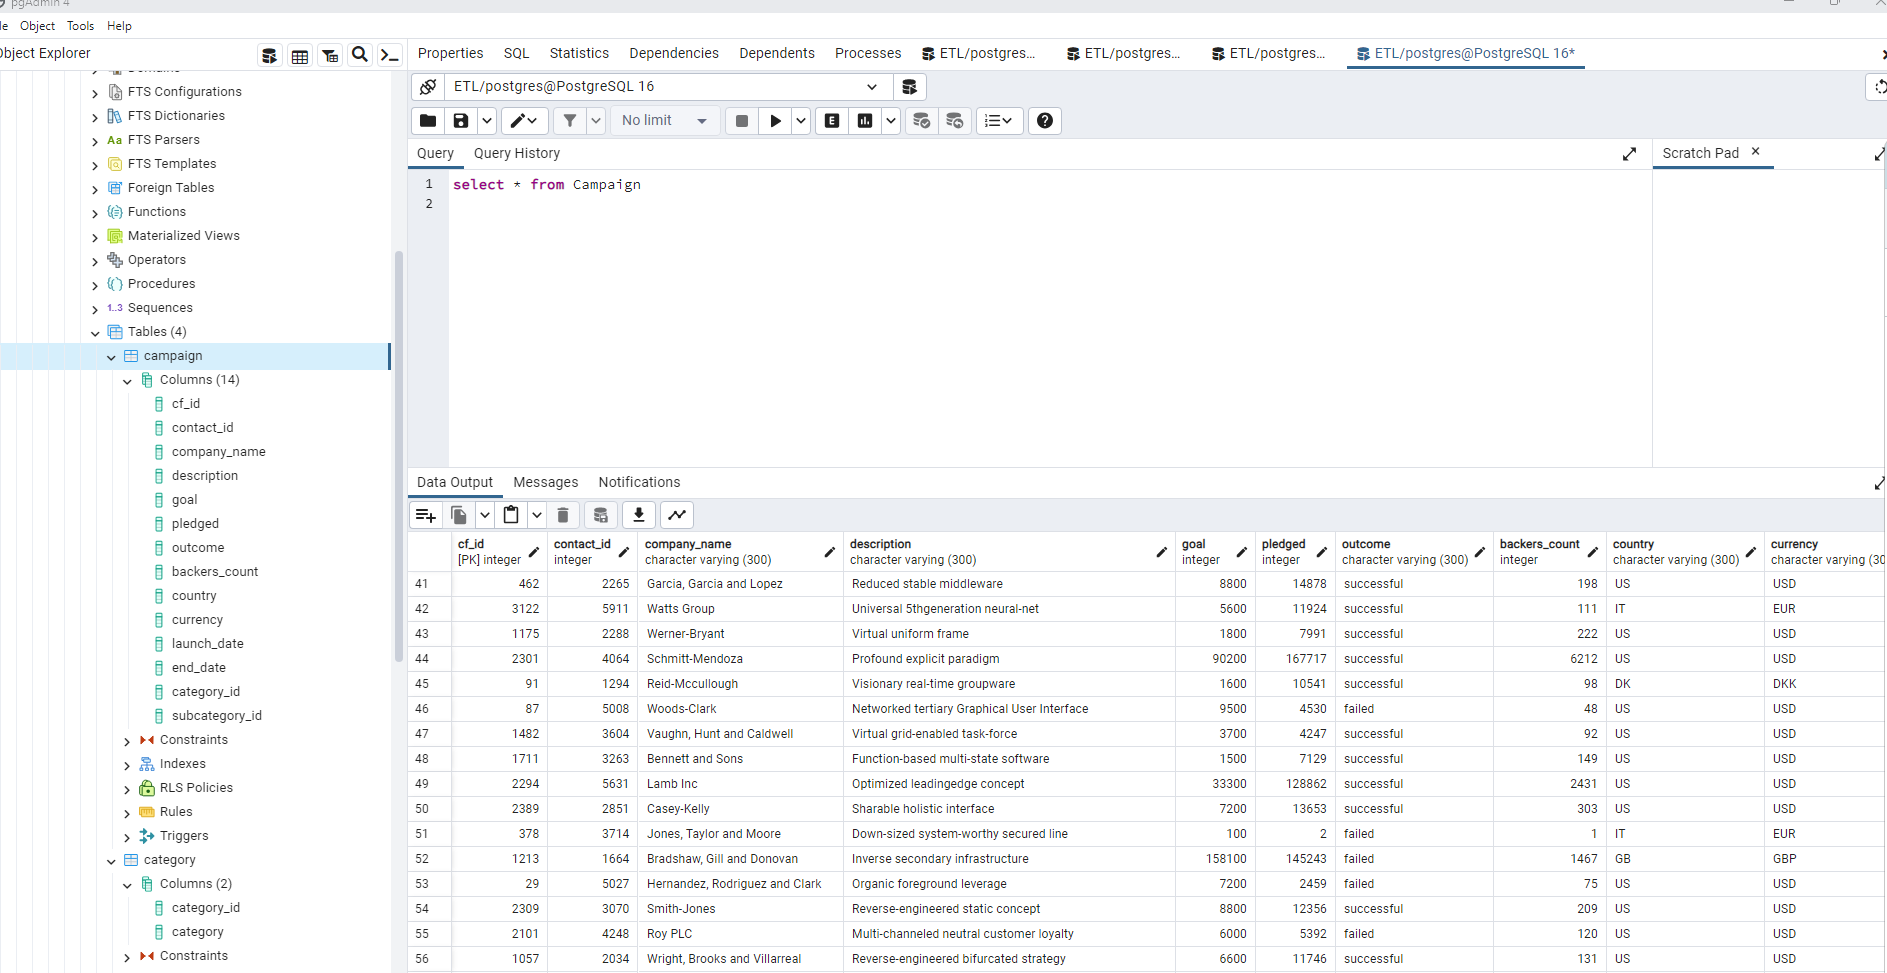 pgAdmin 4
Object Tools Help
Object Explorer
Properties SQL Statistics Dependencies Dependents Processes ETL/postgres... ETL/postgres... ETL/postgres... ETL/postgres@PostgreSQL 16*
ETL/postgres@PostgreSQL 16
No limit
E
Query Query History
Scratch Pad
1 select * from Campaign
2
FTS Configurations
FTS Dictionaries
Aa FTS Parsers
FTS Templates
Foreign Tables
Functions
Materialized Views
Operators
Procedures
1..3 Sequences
Tables (4)
campaign
Columns (14)
cf_id
contact_id
company_name
description
goal
pledged
outcome
backers_count
country
currency
launch_date
end_date
category_id
subcategory_id
Constraints
Indexes
RLS Policies
Rules
Triggers
category
Columns (2)
category_id
category
Constraints
Data Output Messages Notifications
cf_id contact_id company_name description goal pledged outcome backers_count country currency
[PK] integer integer character varying (300) character varying (300) integer integer character varying (300) integer character varying (300) character varying (30
41 462 2265 Garcia, Garcia and Lopez Reduced stable middleware 8800 14878 successful 198 US USD
42 3122 5911 Watts Group Universal 5thgeneration neural-net 5600 11924 successful 111 IT EUR
43 1175 2288 Werner-Bryant Virtual uniform frame 1800 7991 successful 222 US USD
44 2301 4064 Schmitt-Mendoza Profound explicit paradigm 90200 167717 successful 6212 US USD
45 91 1294 Reid-Mccullough Visionary real-time groupware 1600 10541 successful 98 DK DKK
46 87 5008 Woods-Clark Networked tertiary Graphical User Interface 9500 4530 failed 48 US USD
47 1482 3604 Vaughn, Hunt and Caldwell Virtual grid-enabled task-force 3700 4247 successful 92 US USD
48 1711 3263 Bennett and Sons Function-based multi-state software 1500 7129 successful 149 US USD
49 2294 5631 Lamb Inc Optimized leadingedge concept 33300 128862 successful 2431 US USD
50 2389 2851 Casey-Kelly Sharable holistic interface 7200 13653 successful 303 US USD
51 378 3714 Jones, Taylor and Moore Down-sized system-worthy secured line 100 2 failed 1 IT EUR
52 1213 1664 Bradshaw, Gill and Donovan Inverse secondary infrastructure 158100 145243 failed 1467 GB GBP
53 29 5027 Hernandez, Rodriguez and Clark Organic foreground leverage 7200 2459 failed 75 US USD
54 2309 3070 Smith-Jones Reverse-engineered static concept 8800 12356 successful 209 US USD
55 2101 4248 Roy PLC Multi-channeled neutral customer loyalty 6000 5392 failed 120 US USD
56 1057 2034 Wright, Brooks and Villarreal Reverse-engineered bifurcated strategy 6600 11746 successful 131 US USD